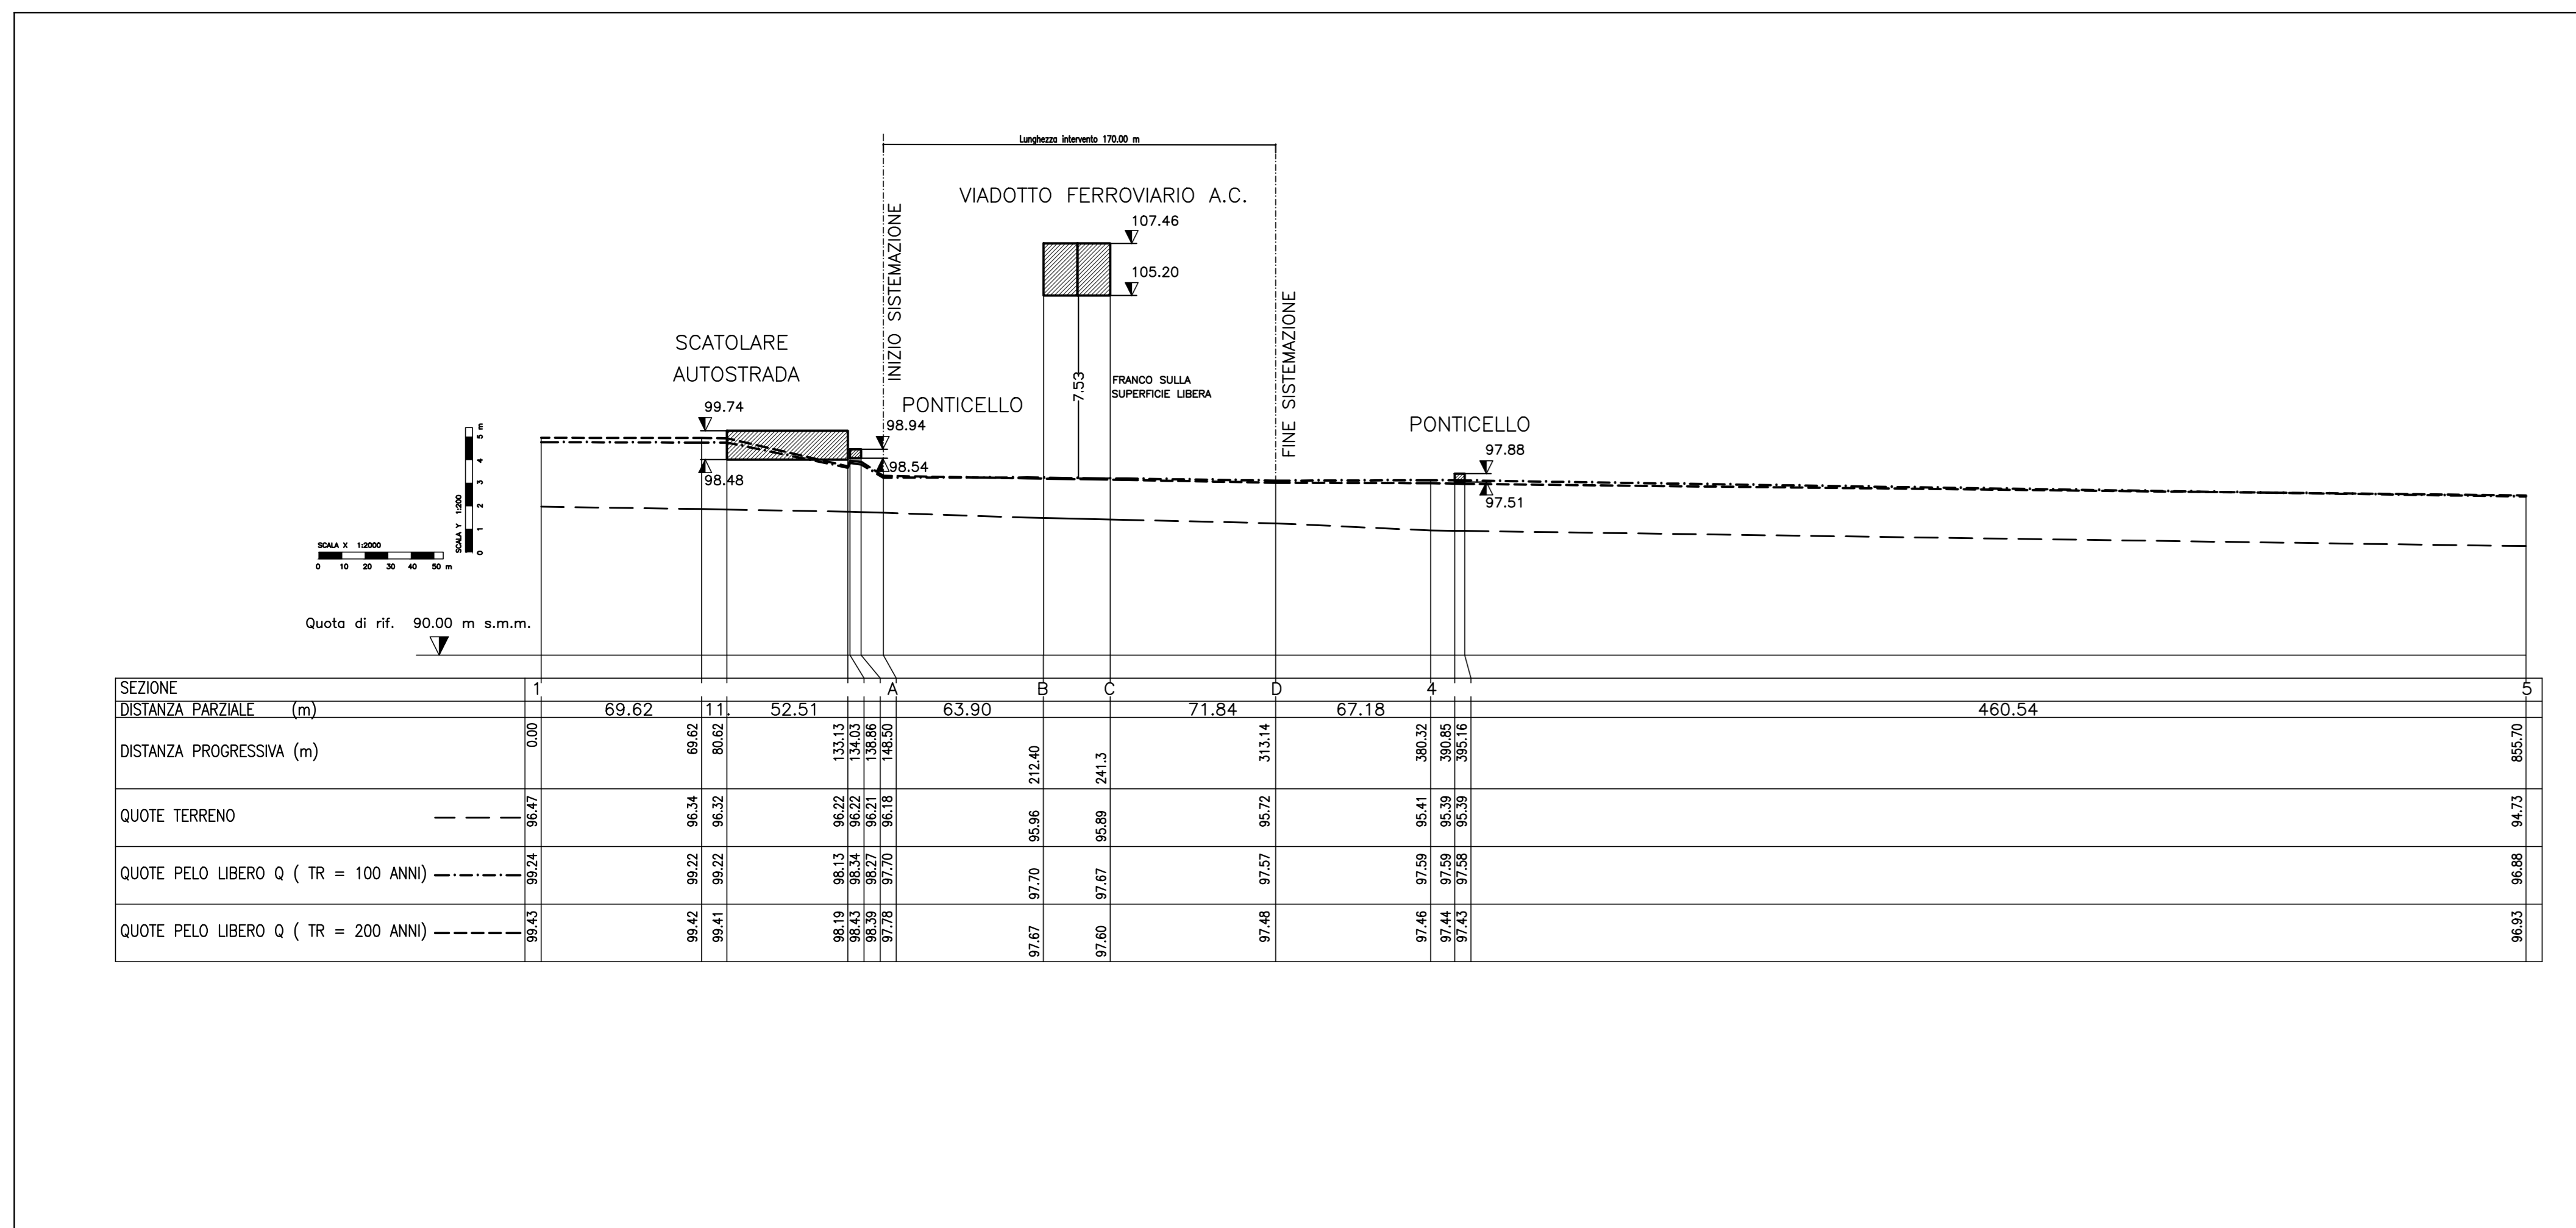 Lunghezza intervento 170.00 m
VIADOTTO FERROVIARIO A.C.
107.46
105.20
INIZIO SISTEMAZIONE
FINE SISTEMAZIONE
SCATOLARE
AUTOSTRADA
99.74
98.48
7.53
FRANCO SULLA
SUPERFICIE LIBERA
PONTICELLO
98.94
98.54
PONTICELLO
97.88
97.51
SCALA Y 1:200
0 1 2 3 4 5 m
SCALA X 1:2000
0 10 20 30 40 50 m
Quota di rif. 90.00 m s.m.m.
SEZIONE 1 A B C D 4 5
DISTANZA PARZIALE (m) 69.62 11. 52.51 63.90 71.84 67.18 460.54
DISTANZA PROGRESSIVA (m) 0.00 69.62 80.62 133.13 134.03 138.86 148.50 212.40 241.3 313.14 380.32 390.85 395.16 855.70
QUOTE TERRENO 96.47 96.34 96.32 96.22 96.22 96.21 96.18 95.96 95.89 95.72 95.41 95.39 95.39 94.73
QUOTE PELO LIBERO Q ( TR = 100 ANNI) 99.24 99.22 99.22 98.13 98.34 98.27 97.70 97.70 97.67 97.57 97.59 97.59 97.58 96.88
QUOTE PELO LIBERO Q ( TR = 200 ANNI) 99.43 99.42 99.41 98.19 98.43 98.39 97.78 97.67 97.60 97.48 97.46 97.44 97.43 96.93